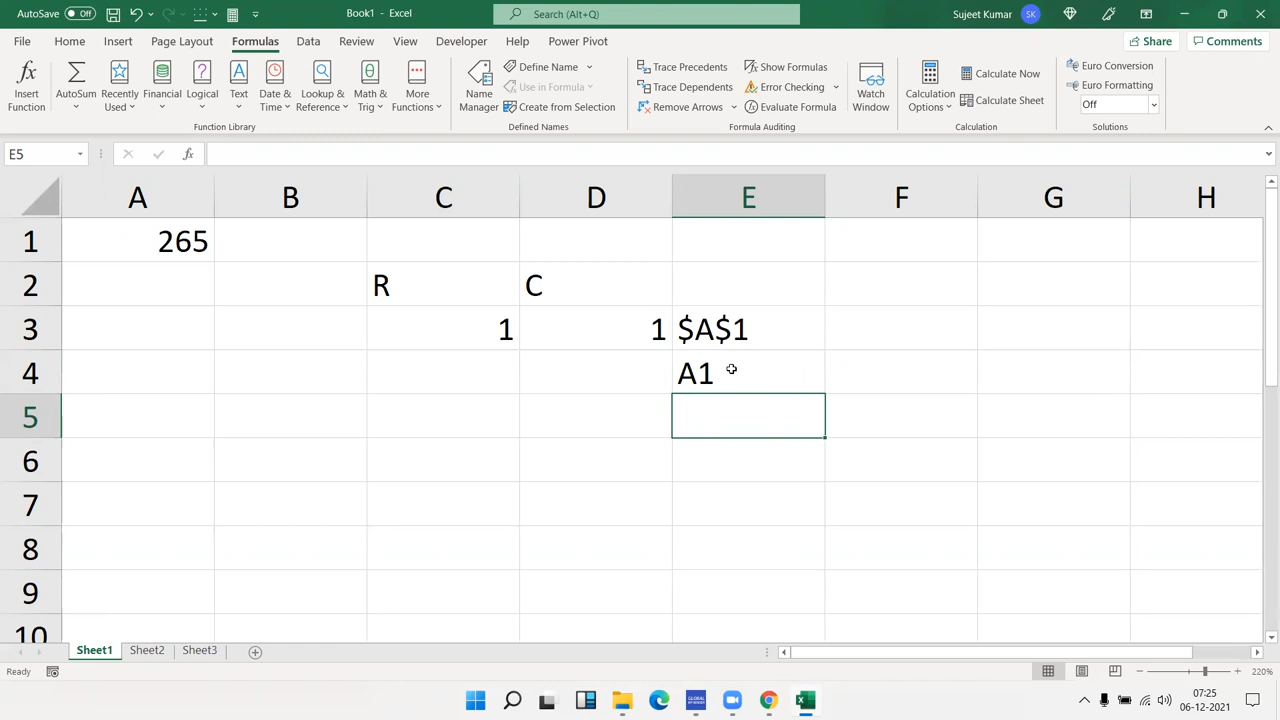 AutoSave Off Book1 - Excel Search (Alt+Q) Sujeet Kumar SK
File Home Insert Page Layout Formulas Data Review View Developer Help Power Pivot Share Comments
Insert Function
AutoSum
Recently Used
Financial
Logical
Text
Date & Time
Lookup & Reference
Math & Trig
More Functions
Function Library
Name Manager
Define Name
Use in Formula
Create from Selection
Defined Names
Trace Precedents
Trace Dependents
Remove Arrows
Show Formulas
Error Checking
Evaluate Formula
Formula Auditing
Watch Window
Calculation Options
Calculate Now
Calculate Sheet
Calculation
Euro Conversion
Euro Formatting
Off
Solutions
E5 fx
A B C D E F G H
1 265
2 R C
3 1 1 $A$1
4 A1
5
6
7
8
9
10
Sheet1 Sheet2 Sheet3
Ready 220%
07:25
06-12-2021